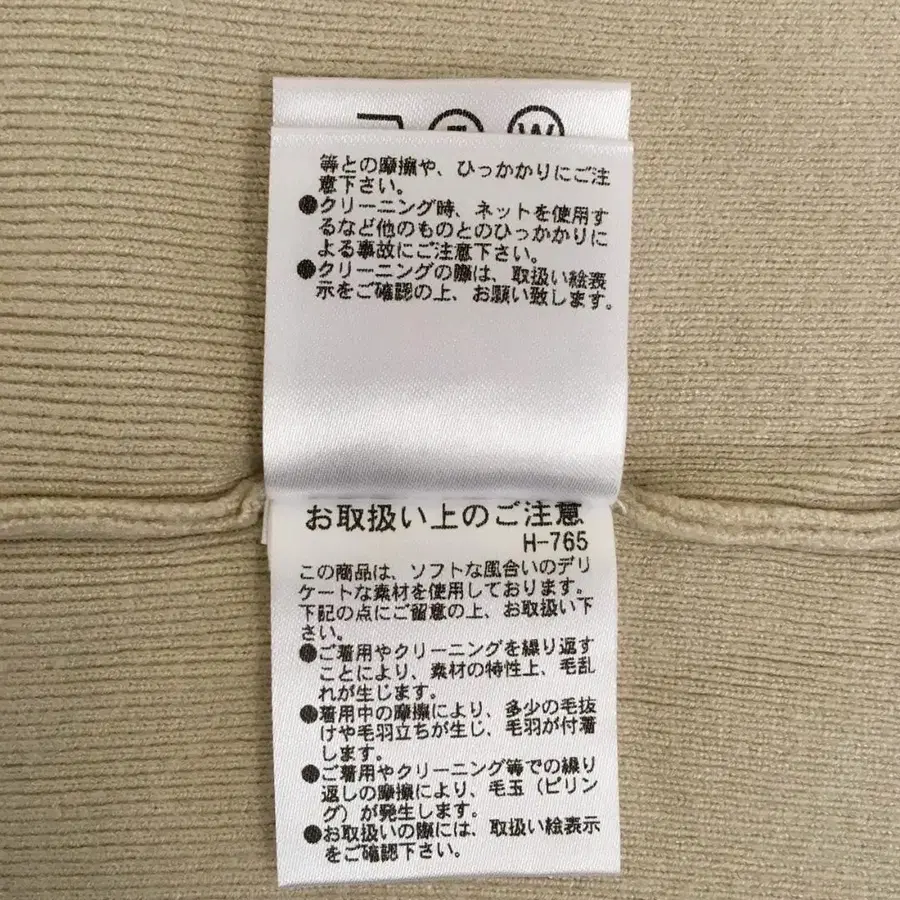 W
等との摩擦や、ひっかかりにご注
意下さい。
●クリーニング時、ネットを使用す
るなど他のものとのひっかかりに
よる事故にご注意下さい。
●クリーニングの際は、取扱い絵表
示をご確認の上、お願い致します。
お取扱い上のご注意
H-765
この商品は、ソフトな風合いのデリ
ケートな素材を使用しております。
下記の点にご留意の上、お取扱い下
さい。
●ご着用やクリーニングを繰り返す
ことにより、素材の特性上、毛乱
れが生じます。
●着用中の摩擦により、多少の毛抜
けや毛羽立ちが生じ、毛羽が付着
します。
●ご着用やクリーニング等での繰り
返しの摩擦により、毛玉（ピリン
グ）が発生します。
●お取扱いの際には、取扱い絵表示
をご確認下さい。